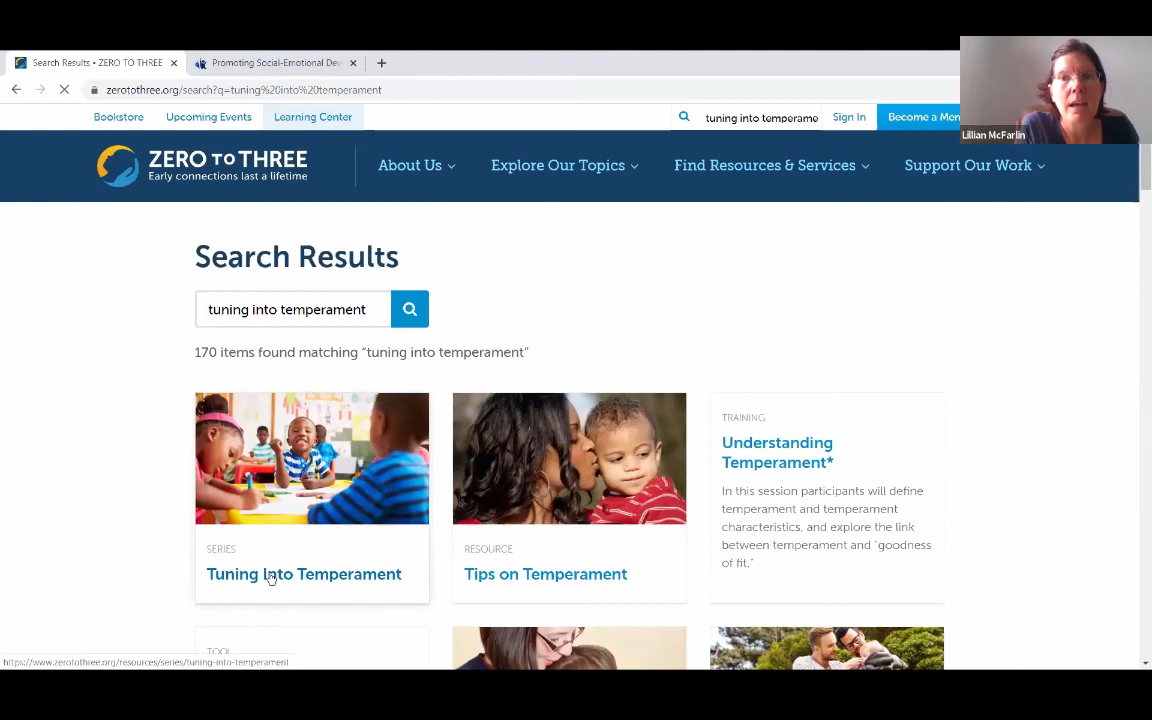 Search Results • ZERO TO THREE
Promoting Social-Emotional Dev
zerotothree.org/search?q=tuning%20into%20temperament
Bookstore
Upcoming Events
Learning Center
tuning into temperame
Sign In
Become a Mem
Lillian McFarlin
ZERO TO THREE
Early connections last a lifetime
About Us
Explore Our Topics
Find Resources & Services
Support Our Work
Search Results
tuning into temperament
170 items found matching “tuning into temperament”
SERIES
Tuning Into Temperament
RESOURCE
Tips on Temperament
TRAINING
Understanding
Temperament*
In this session participants will define
temperament and temperament
characteristics, and explore the link
between temperament and "goodness
of fit."
TOOL
https://www.zerotothree.org/resources/series/tuning-into-temperament